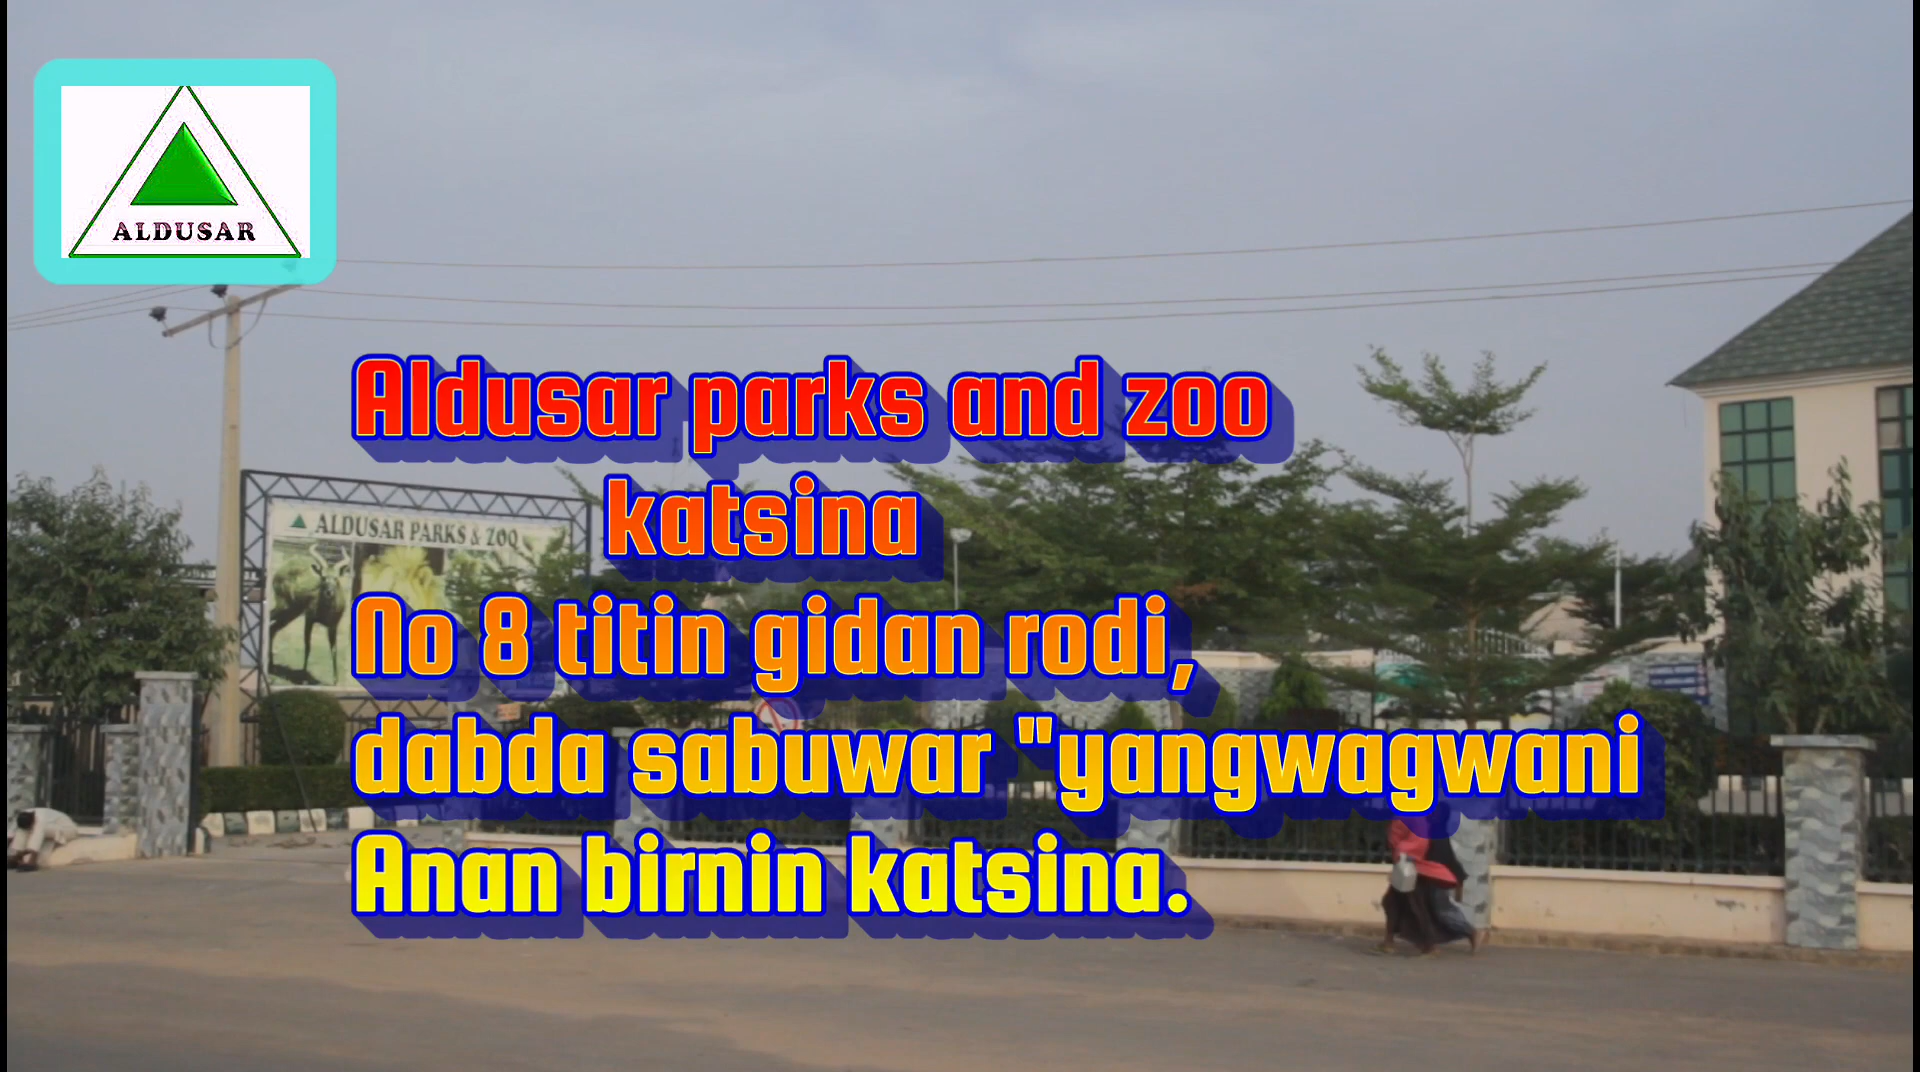 ALDUSAR
Aldusar parks and zoo
katsina
ALDUSAR PARKS & ZOO
No 8 titin gidan rodi,
dabda sabuwar "yangwagwani
Anan birnin katsina.